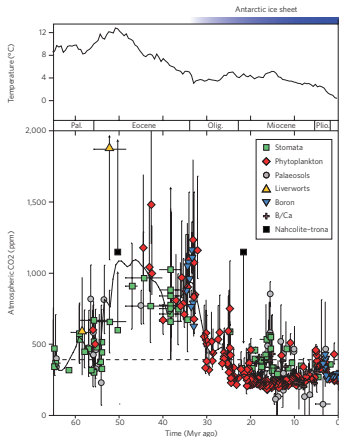 Antarctic ice sheet
12
8
4
0
Temperature (°C)
Pal.
Eocene
Olig.
Miocene
Plio.
2,000
1,500
1,000
500
0
Atmospheric CO2 (ppm)
Stomata
Phytoplankton
Palaeosols
Liverworts
Boron
B/Ca
Nahcolite–trona
60
50
40
30
20
10
0
Time (Myr ago)